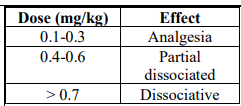 Dose (mg/kg) Effect
0.1-0.3 Analgesia
0.4-0.6 Partial
dissociated
> 0.7 Dissociative